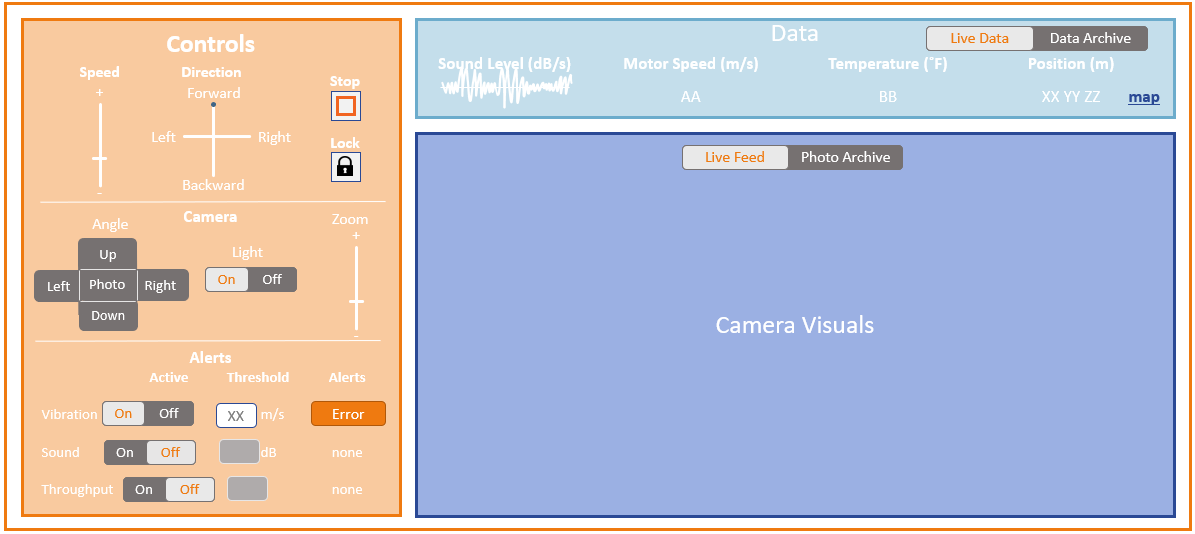 Controls
Speed
Direction
+
Forward
Stop
Left
Right
Lock
Backward
-
Camera
Angle
Zoom
+
Up
Light
Left
Photo
Right
On
Off
Down
-
Alerts
Active
Threshold
Alerts
Vibration
On
Off
XX
m/s
Error
Sound
On
Off
dB
none
Throughput
On
Off
none
Data
Live Data
Data Archive
Sound Level (dB/s)
Motor Speed (m/s)
Temperature (˚F)
Position (m)
AA
BB
XX YY ZZ
map
Live Feed
Photo Archive
Camera Visuals